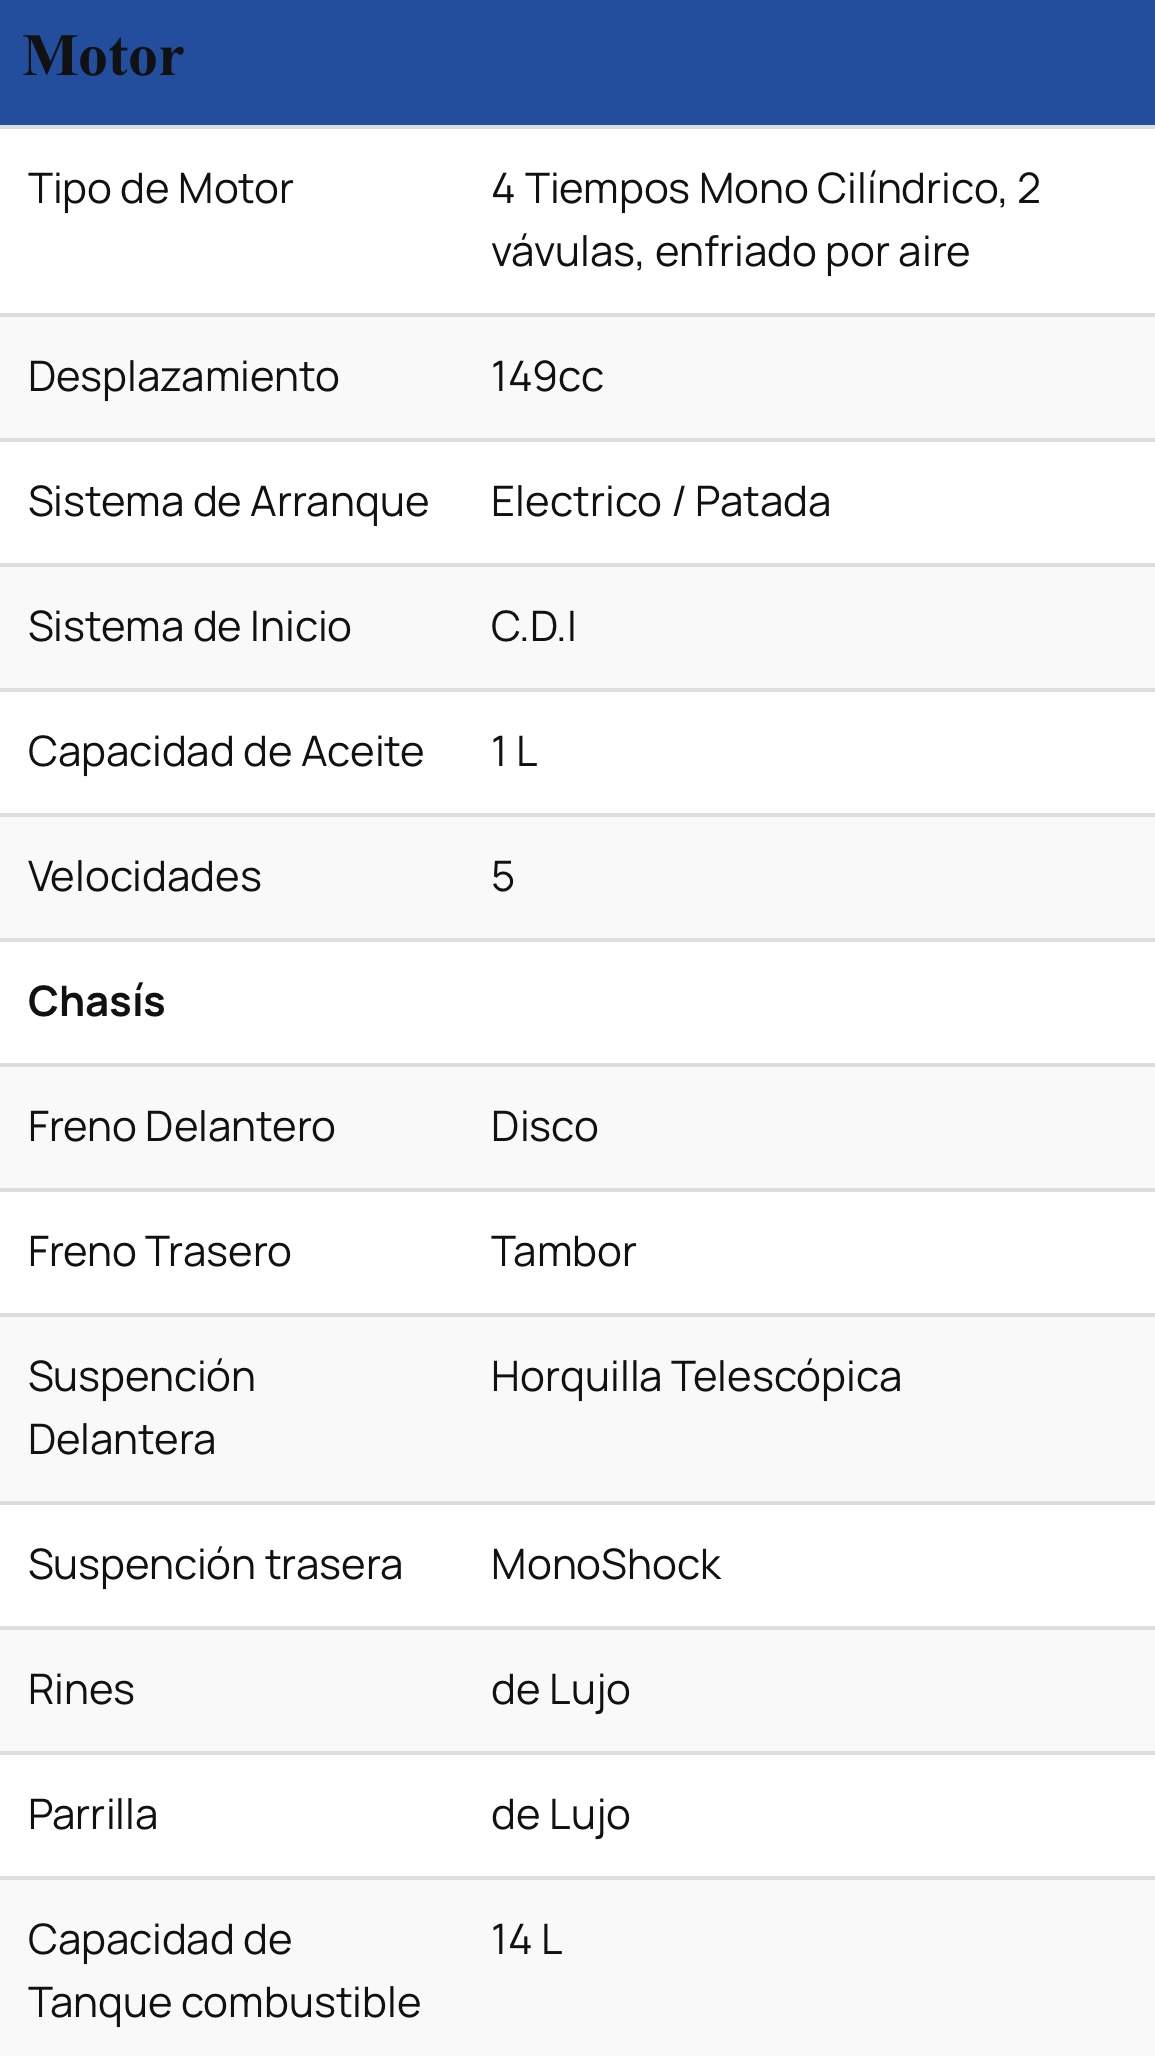 Motor
Tipo de Motor
4 Tiempos Mono Cilíndrico, 2
vávulas, enfriado por aire
Desplazamiento
149cc
Sistema de Arranque
Electrico / Patada
Sistema de Inicio
C.D.I
Capacidad de Aceite
1 L
Velocidades
5
Chasís
Freno Delantero
Disco
Freno Trasero
Tambor
Suspención
Delantera
Horquilla Telescópica
Suspención trasera
MonoShock
Rines
de Lujo
Parrilla
de Lujo
Capacidad de
Tanque combustible
14 L